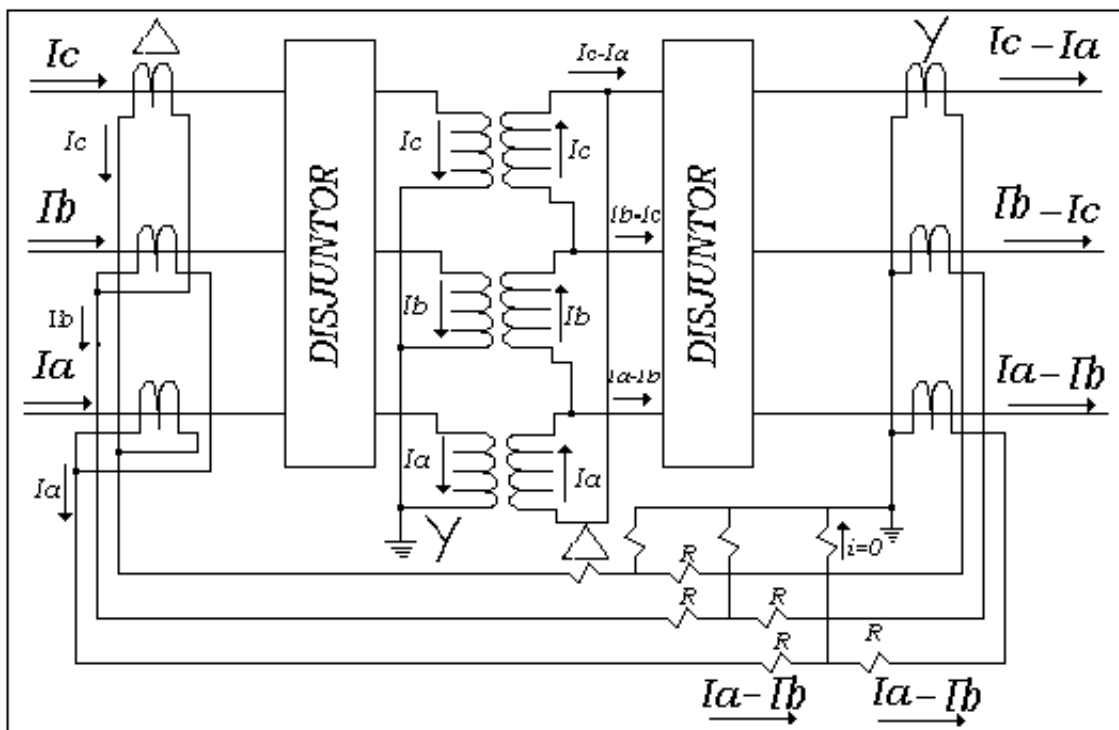 Ic
Ic-Ia
Ic – Ia
Ic
DISJUNTOR
Ic
Ic
DISJUNTOR
Ib
Ib-Ic
Ib – Ic
Ib
Ib
Ib
Ia
Ia-Ib
Ia – Ib
Ia
Ia
Ia
i=0
R
R
R
R
R
Ia – Ib
Ia – Ib